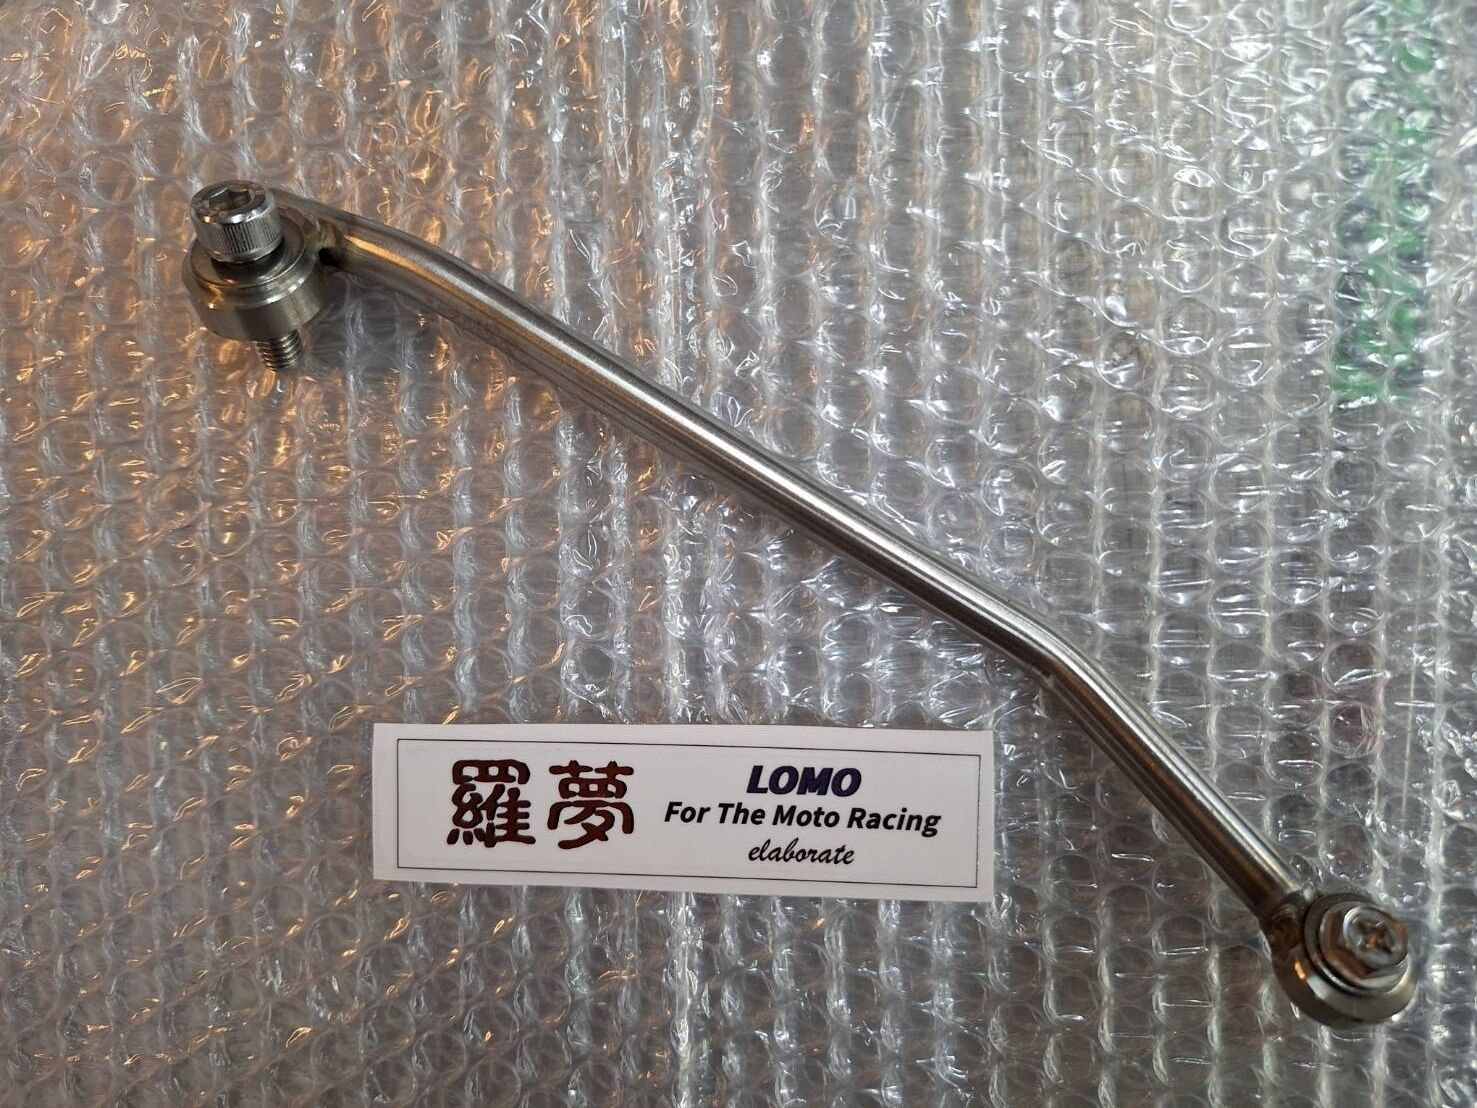 羅夢
LOMO
For The Moto Racing
elaborate